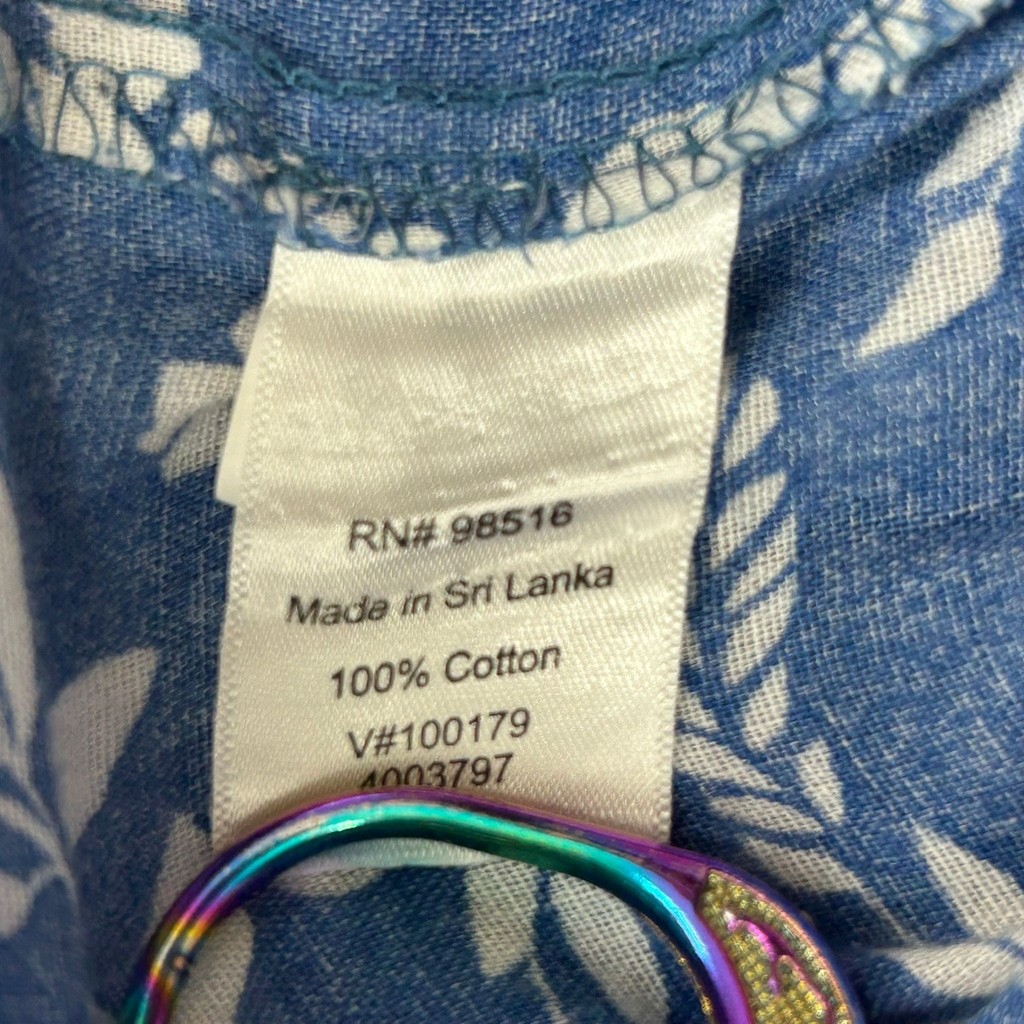 RN# 98516
Made in Sri Lanka
100% Cotton
V#100179
4003797